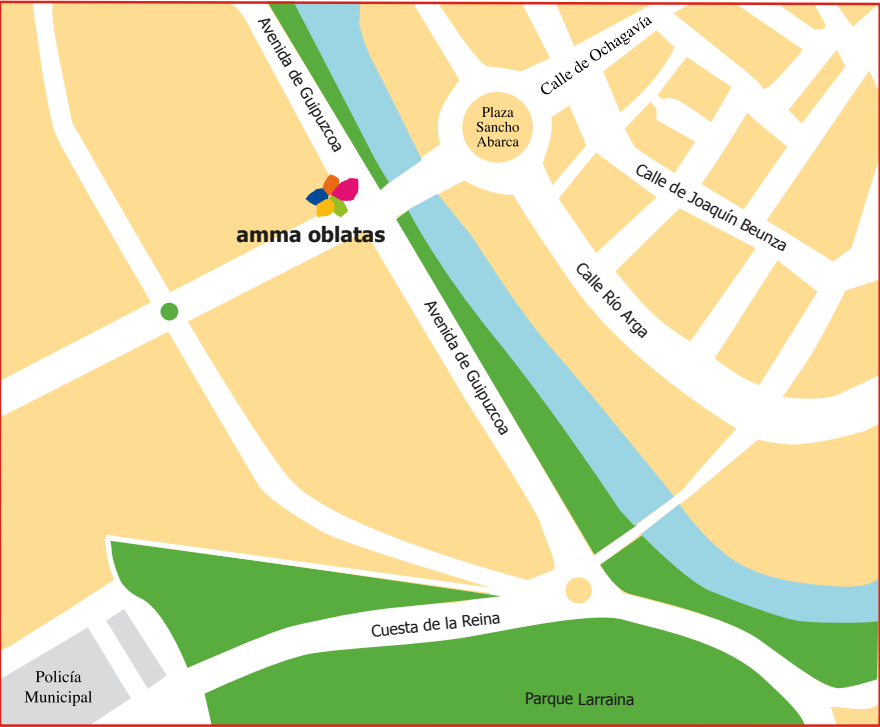 Avenida de Guipuzcoa
Calle de Ochagavía
Plaza
Sancho
Abarca
Calle de Joaquín Beunza
amma oblatas
Calle Río Arga
Avenida de Guipuzcoa
Cuesta de la Reina
Policía
Municipal
Parque Larraina